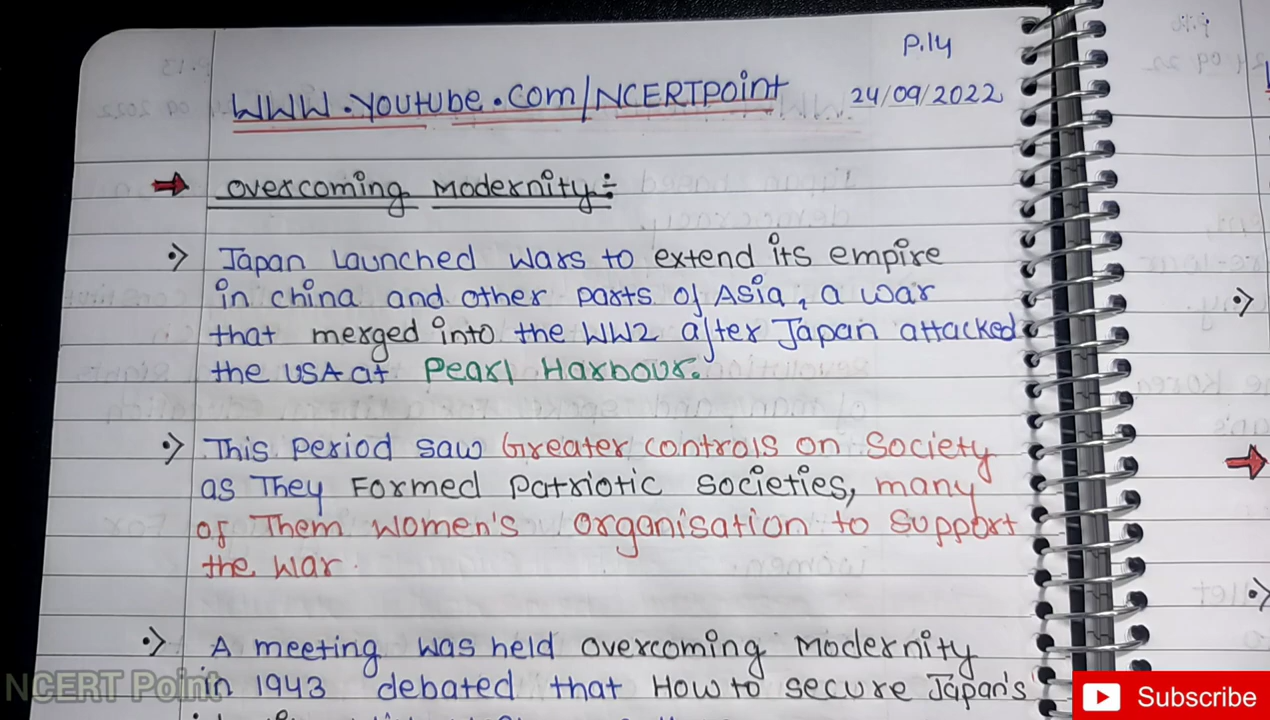 P.14
WWW.Youtube.Com/NCERTPoint 24/09/2022
Overcoming Modernity÷
Japan Launched Wars to extend its empire
in china and other parts of Asia, a war
that merged into the WW2 after Japan attacked
the USA at Pearl Harbour.
This Period saw Greater controls on Society
as They Formed Patriotic Societies, many
of Them Women's Organisation to Support
the War.
A meeting was held overcoming Modernity
in 1943 debated that How to secure Japan's
NCERT Point
Subscribe